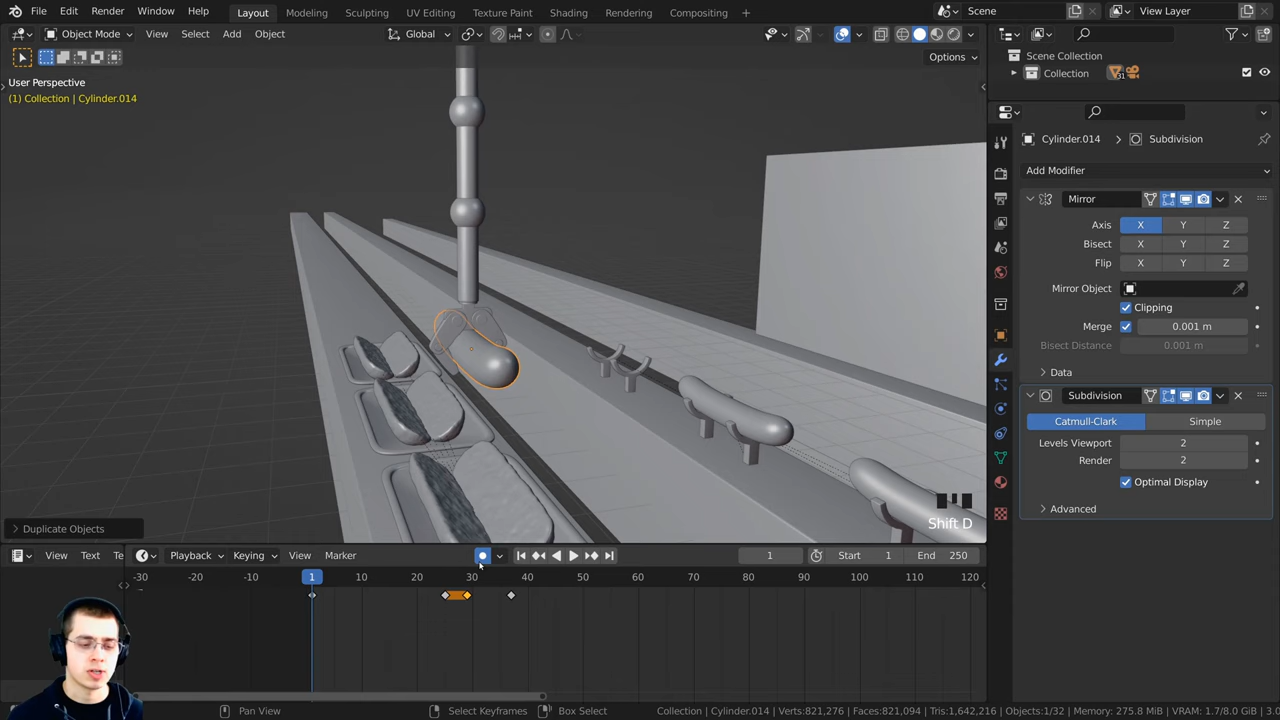 File Edit Render Window Help Layout Modeling Sculpting UV Editing Texture Paint Shading Rendering Compositing + Scene View Layer
Object Mode View Select Add Object Global
Options
User Perspective
(1) Collection | Cylinder.014
Scene Collection
Collection 31
Cylinder.014 > Subdivision
Add Modifier
Mirror
Axis X Y Z
Bisect X Y Z
Flip X Y Z
Mirror Object
Clipping
Merge 0.001 m
Bisect Distance 0.001 m
Data
Subdivision
Catmull-Clark Simple
Levels Viewport 2
Render 2
Optimal Display
Advanced
Shift D
Duplicate Objects
View Text Te Playback Keying View Marker 1 Start 1 End 250
-30 -20 -10 1 10 20 30 40 50 60 70 80 90 100 110 120
Pan View Select Keyframes Box Select Collection | Cylinder.014 | Verts:821,276 | Faces:821,094 | Tris:1,642,216 | Objects:1/32 | Memory: 275.8 MiB | VRAM: 1.7/8.0 GiB | 3